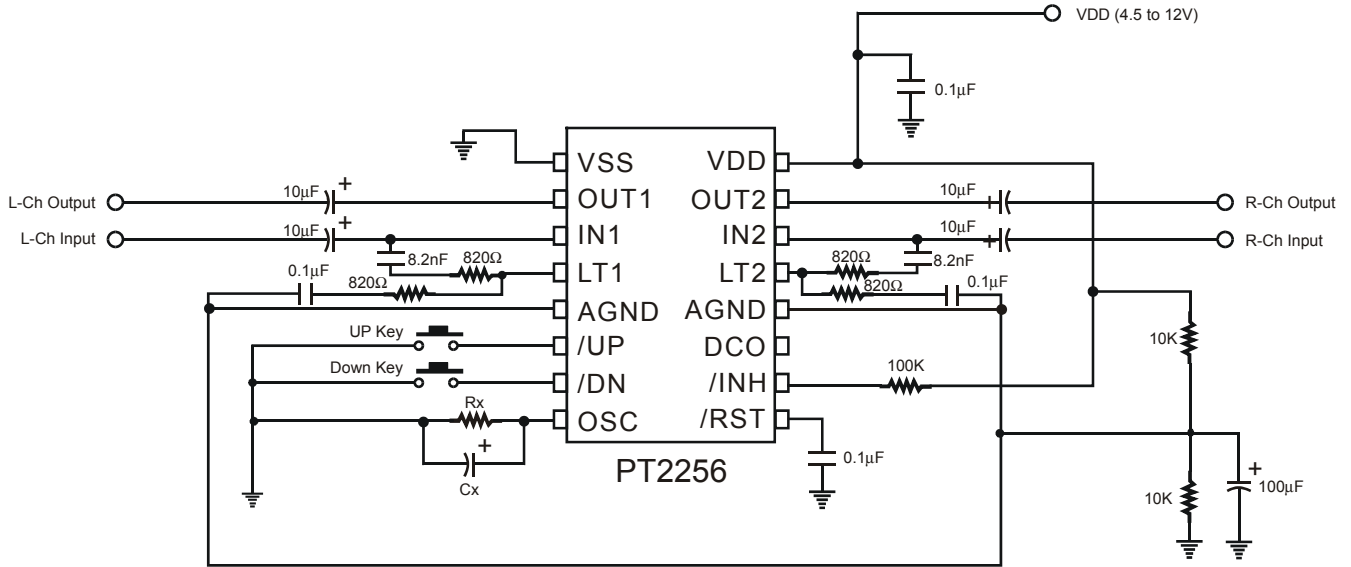 VDD (4.5 to 12V)
0.1μF
VSS
VDD
L-Ch Output
10μF
+
OUT1
OUT2
10μF
+
R-Ch Output
L-Ch Input
10μF
+
IN1
IN2
10μF
+
R-Ch Input
8.2nF
820Ω
LT1
LT2
820Ω
8.2nF
0.1μF
820Ω
820Ω
0.1μF
AGND
AGND
UP Key
/UP
DCO
10K
Down Key
/DN
/INH
100K
Rx
OSC
/RST
+
Cx
0.1μF
PT2256
10K
+
100μF